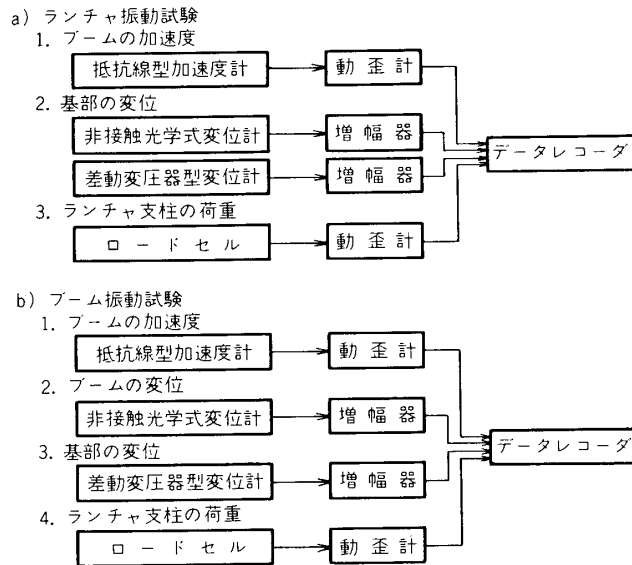 a) ランチャ振動試験
1. ブームの加速度
抵抗線型加速度計 動歪計
2. 基部の変位
非接触光学式変位計 増幅器
データレコーダ
差動変圧器型変位計 増幅器
3. ランチャ支柱の荷重
ロードセル 動歪計
b) ブーム振動試験
1. ブームの加速度
抵抗線型加速度計 動歪計
2. ブームの変位
非接触光学式変位計 増幅器
データレコーダ
3. 基部の変位
差動変圧器型変位計 増幅器
4. ランチャ支柱の荷重
ロードセル 動歪計